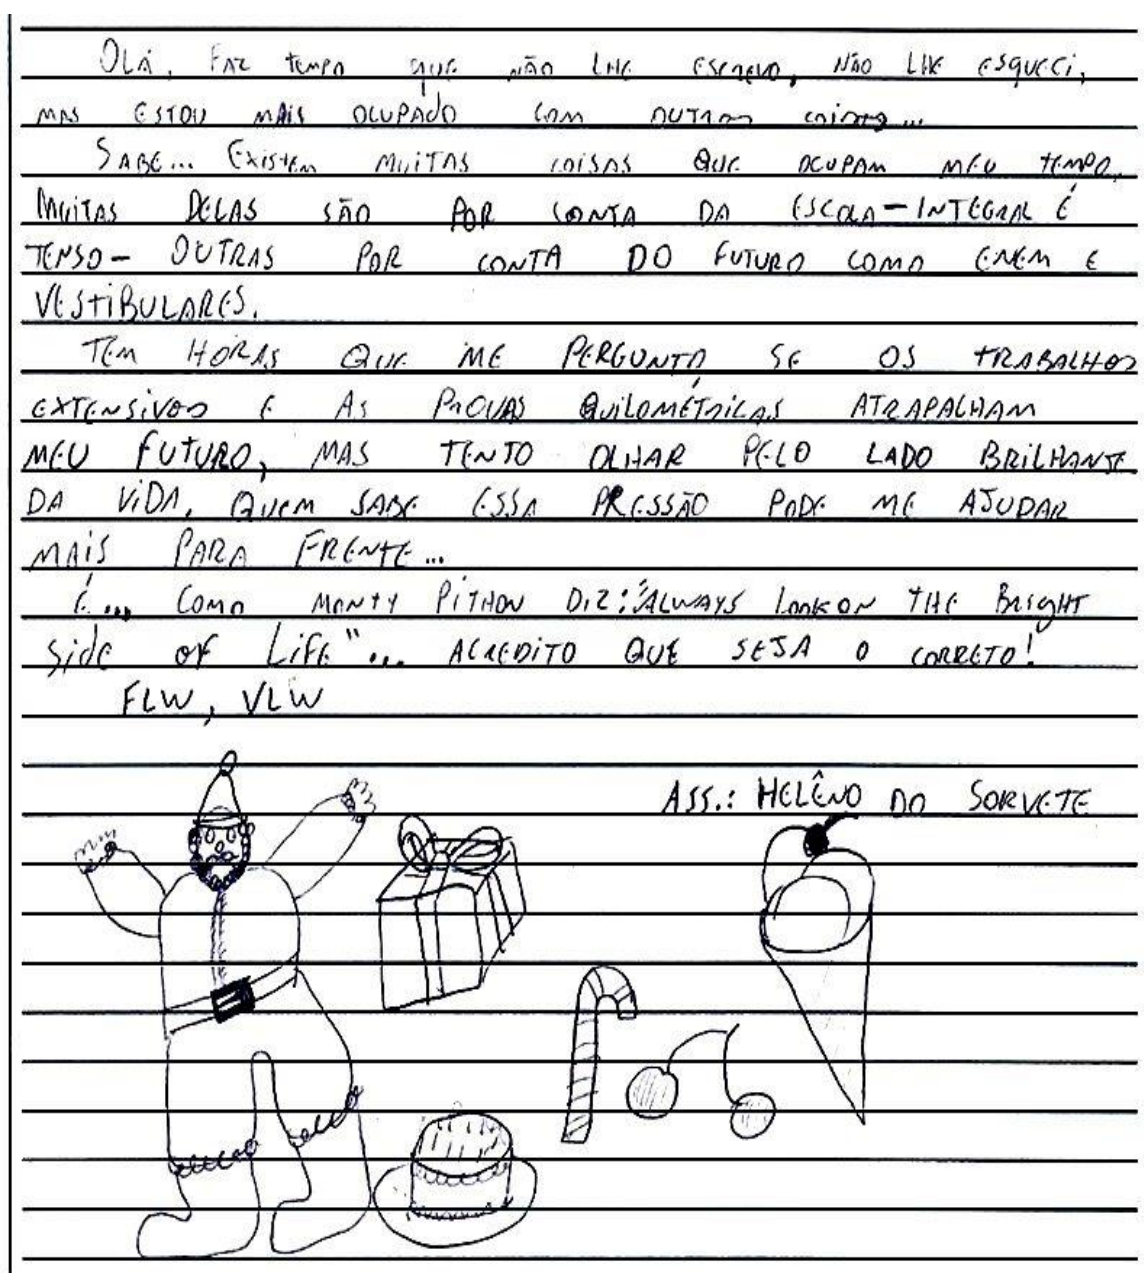 Olá, faz tempo que não lhe escrevo, não lhe esqueci,
mas estou mais ocupado com outras coisas...
Sabe... Existem muitas coisas que ocupam meu tempo,
Muitas delas são por conta da escola-integral é
tenso- outras por conta do futuro como enem e
vestibulares.
Tem horas que me pergunto se os trabalhos
extensivos e as provas quilométricas atrapalham
meu futuro, mas tento olhar pelo lado brilhante
da vida, quem sabe essa pressão pode me ajudar
mais para frente...
É... Como Monty Pithon diz: "Always look on the Bright
side of Life"... acredito que seja o correto!
FLW, VLW
Ass.: Helêno do Sorvete